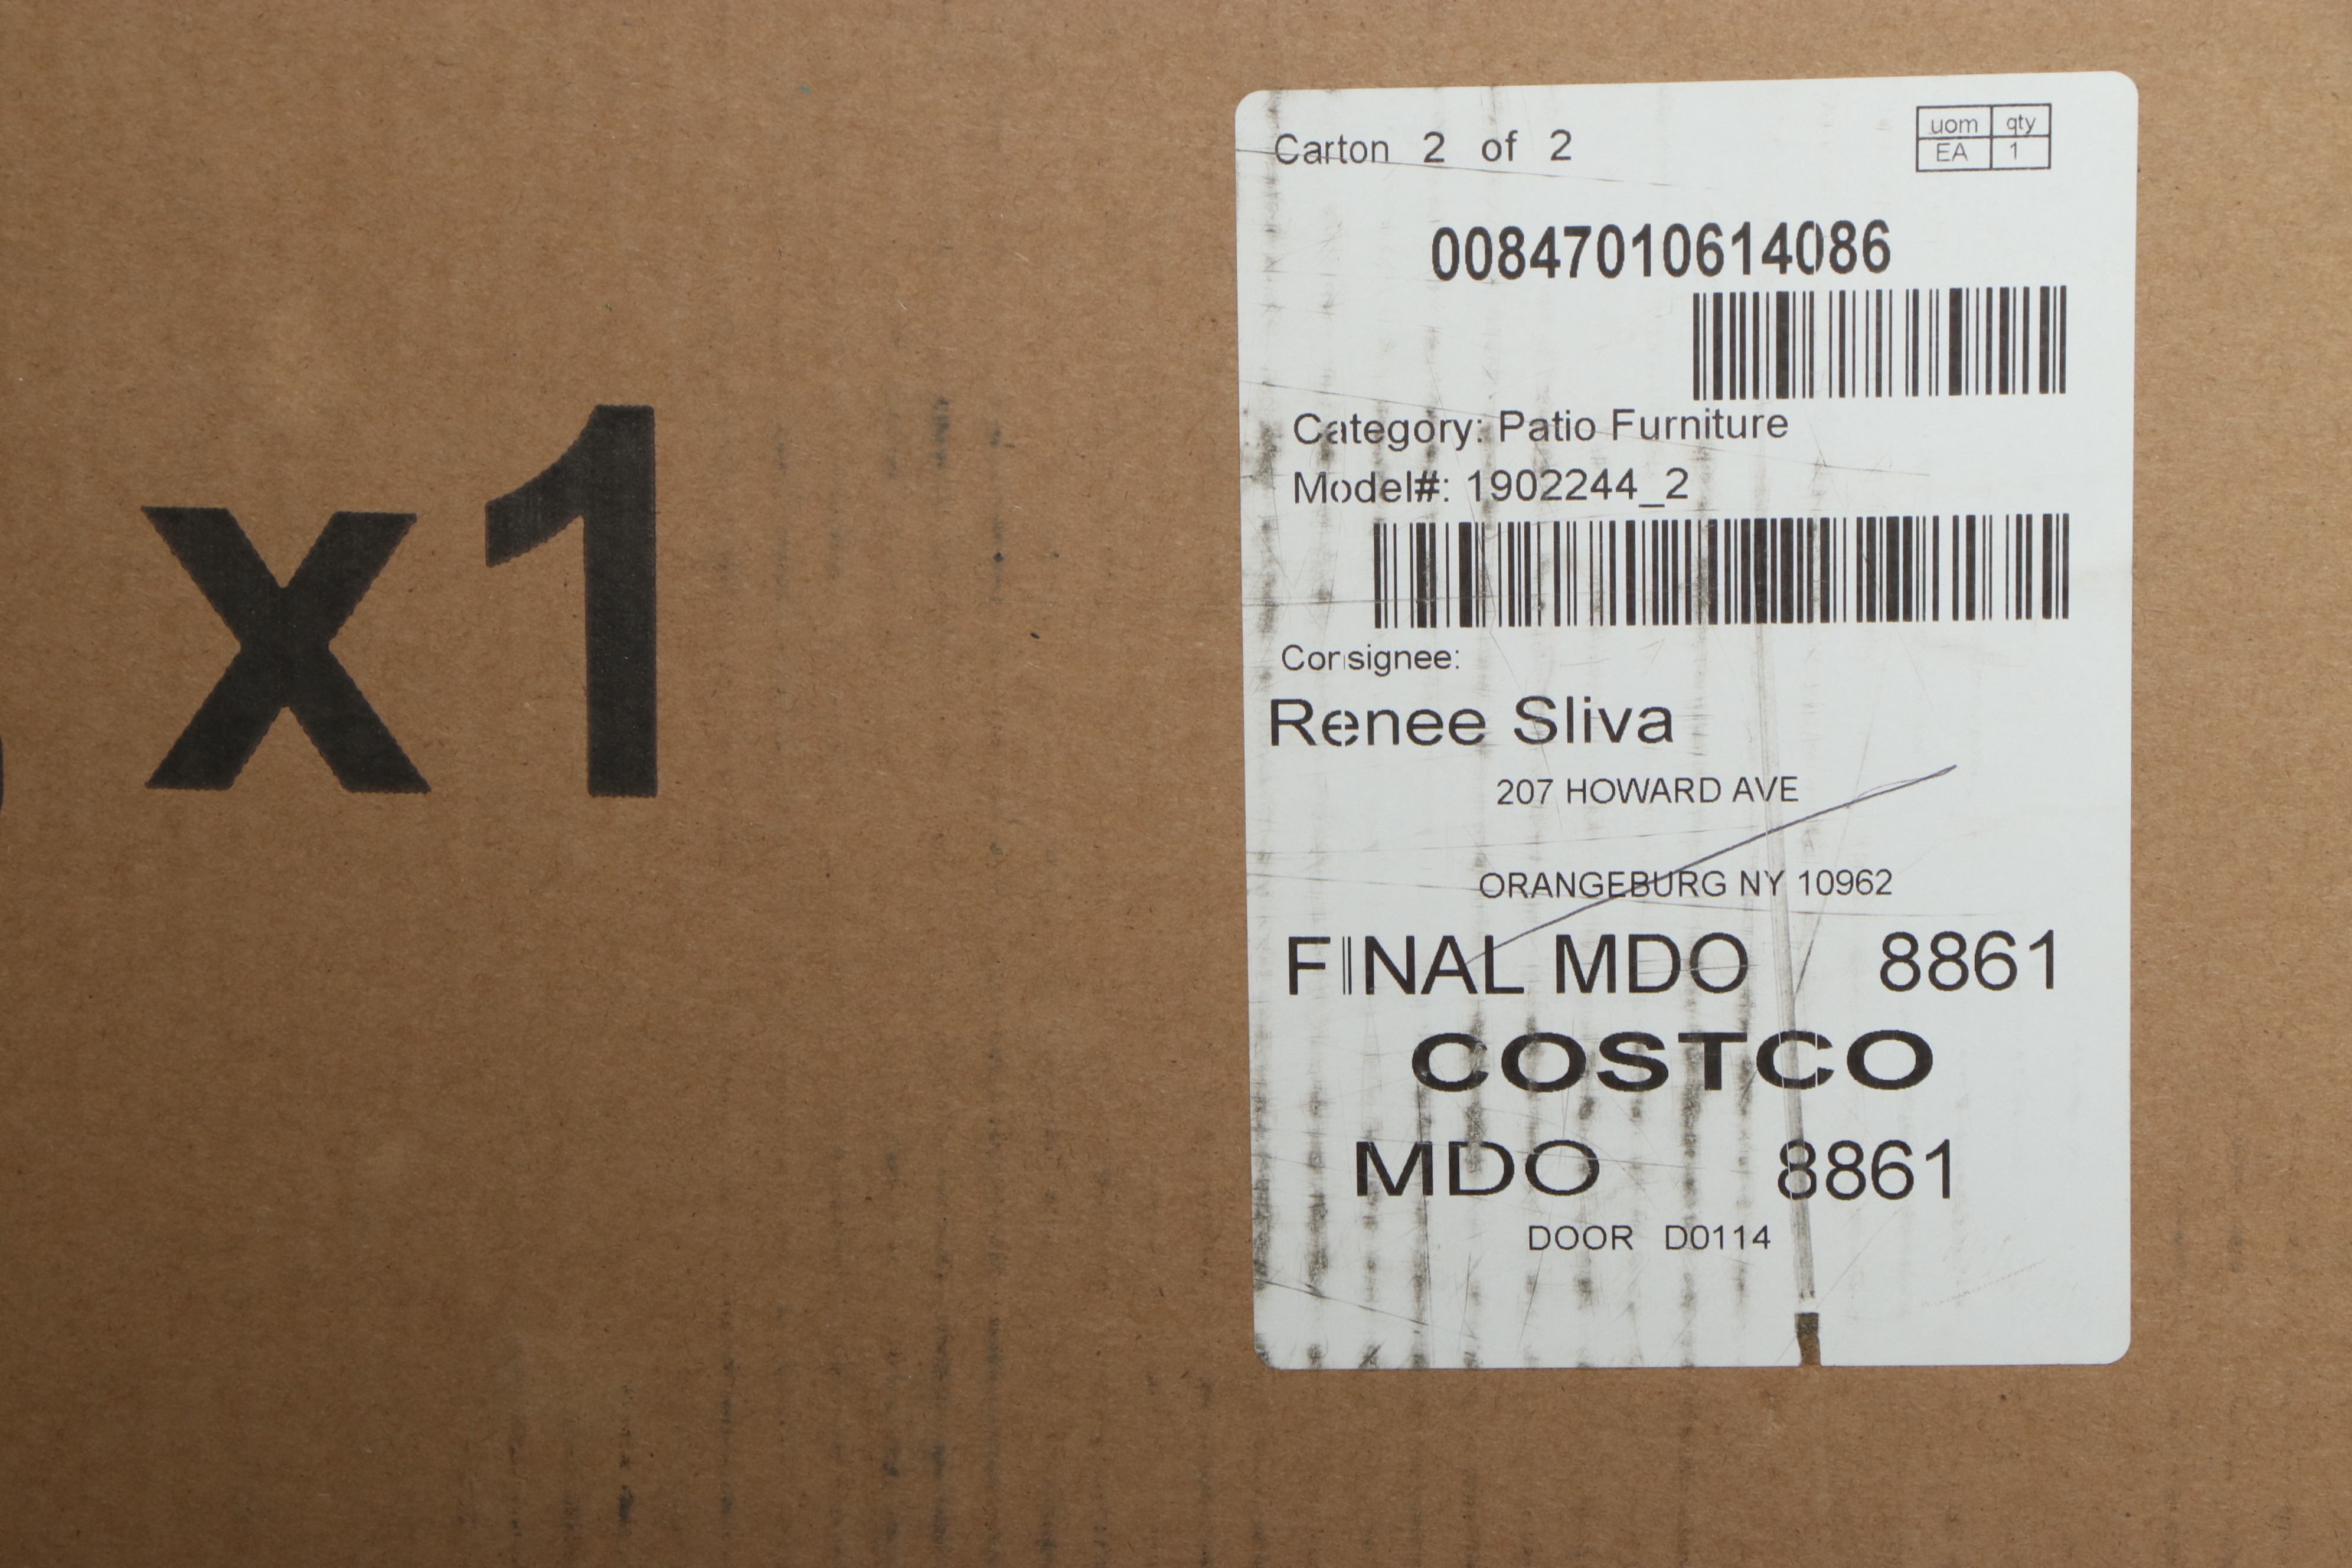 x1
Carton 2 of 2
uom qty
EA 1
00847010614086
Category: Patio Furniture
Model#: 1902244_2
Consignee:
Renee Sliva
207 HOWARD AVE
ORANGEBURG NY 10962
FINAL MDO 8861
COSTCO
MDO 8861
DOOR D0114